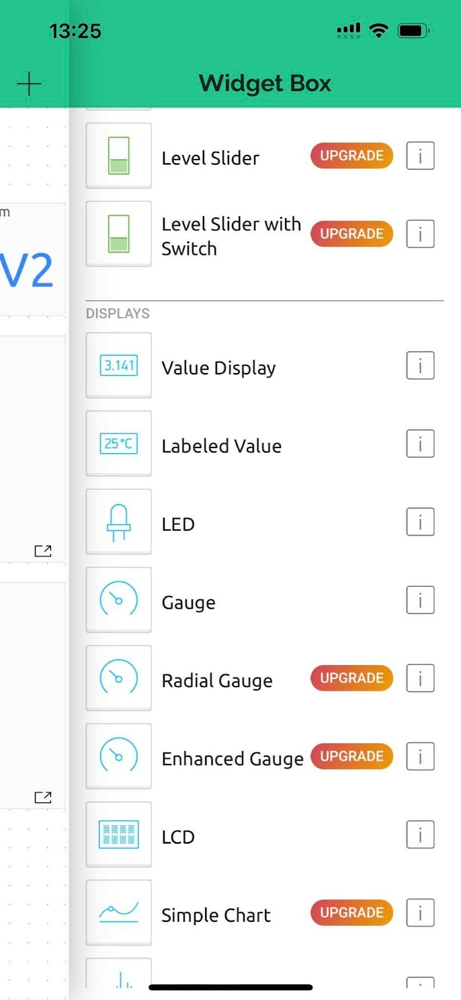 13:25
Widget Box
Level Slider
UPGRADE
i
Level Slider with
Switch
UPGRADE
i
m
V2
DISPLAYS
3.141
Value Display
i
25°C
Labeled Value
i
LED
i
Gauge
i
Radial Gauge
UPGRADE
i
Enhanced Gauge
UPGRADE
i
LCD
i
Simple Chart
UPGRADE
i